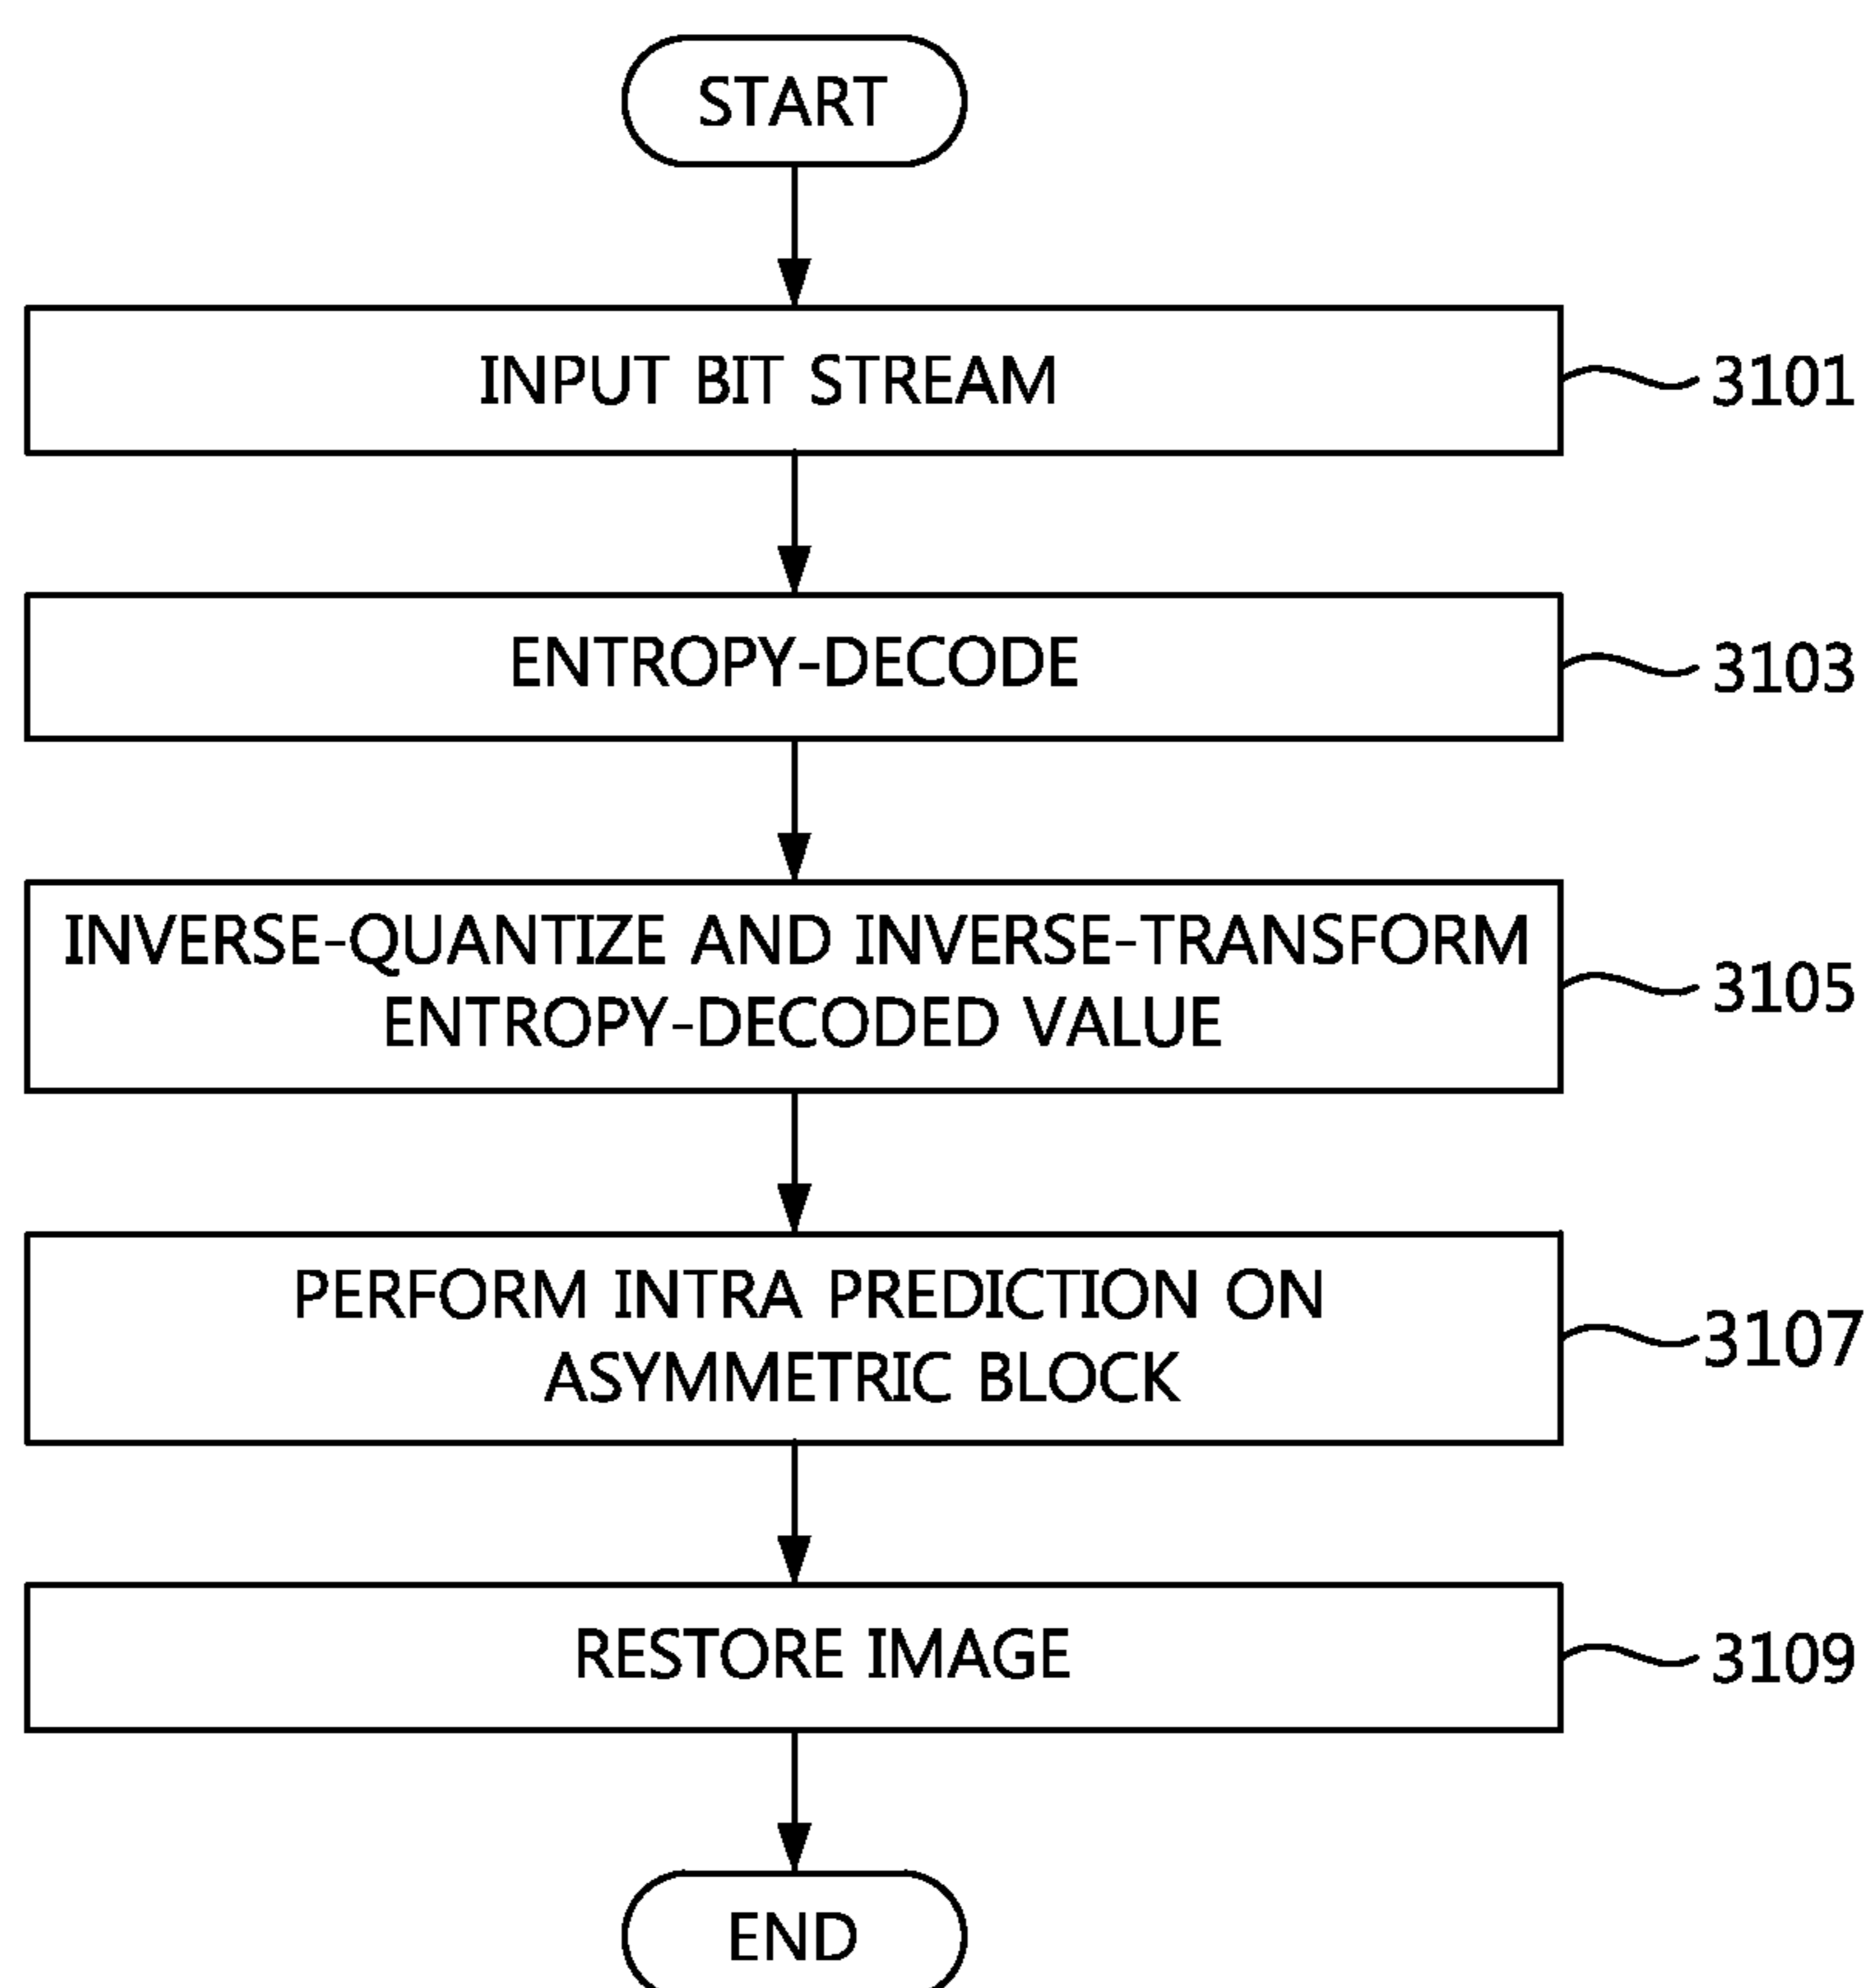 START
INPUT BIT STREAM
3101
ENTROPY-DECODE
3103
INVERSE-QUANTIZE AND INVERSE-TRANSFORM
ENTROPY-DECODED VALUE
3105
PERFORM INTRA PREDICTION ON
ASYMMETRIC BLOCK
3107
RESTORE IMAGE
3109
END